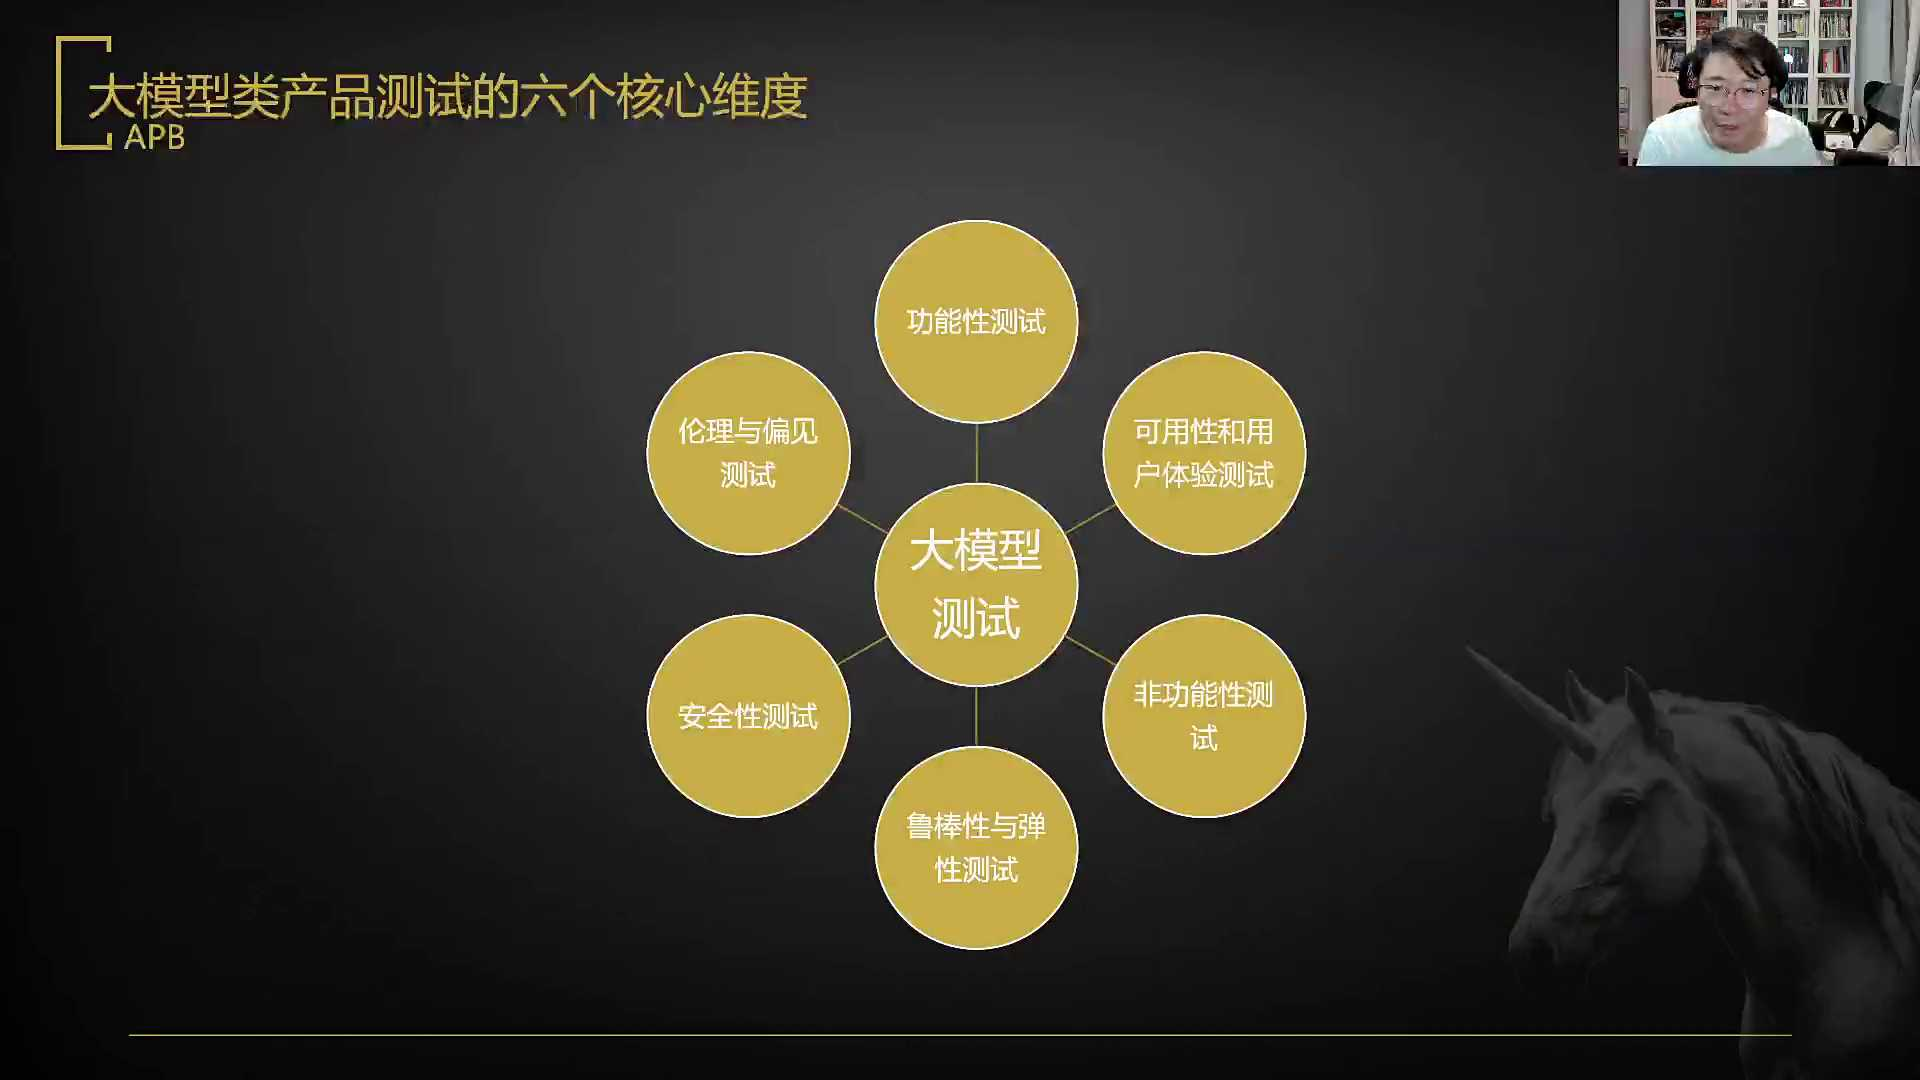 大模型类产品测试的六个核心维度
APB
功能性测试
伦理与偏见
测试
可用性和用
户体验测试
大模型
测试
安全性测试
非功能性测
试
鲁棒性与弹
性测试